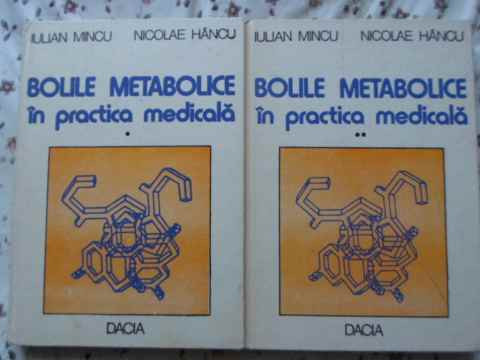 IULIAN MINCU NICOLAE HÂNCU
BOLILE METABOLICE
în practica medicală
*
DACIA
IULIAN MINCU NICOLAE HÂNCU
BOLILE METABOLICE
în practica medicală
**
DACIA